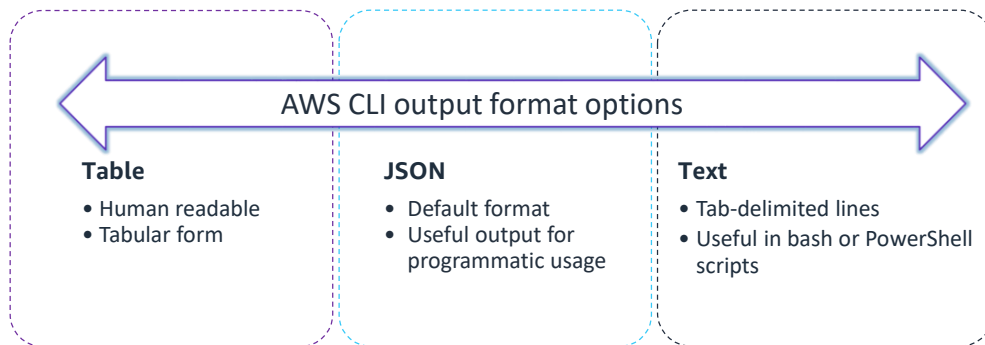 AWS CLI output format options
Table
• Human readable
• Tabular form
JSON
• Default format
• Useful output for
programmatic usage
Text
• Tab-delimited lines
• Useful in bash or PowerShell
scripts